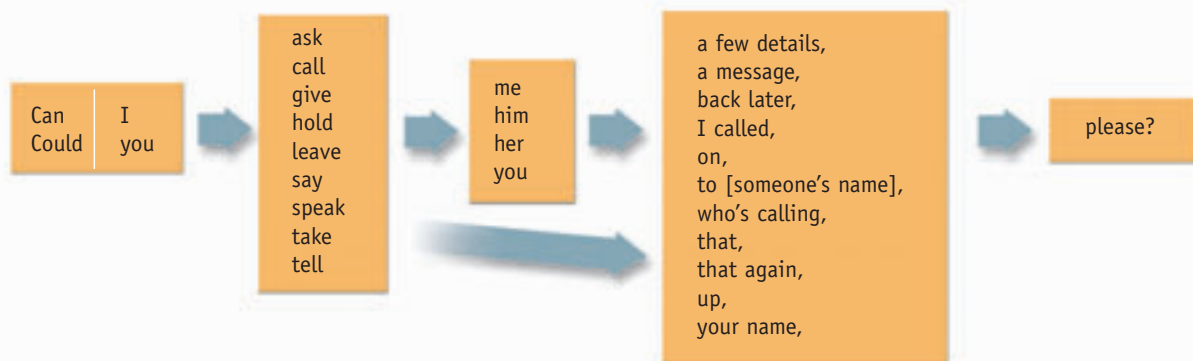 Can I
Could you
ask
call
give
hold
leave
say
speak
take
tell
me
him
her
you
a few details,
a message,
back later,
I called,
on,
to [someone's name],
who's calling,
that,
that again,
up,
your name,
please?